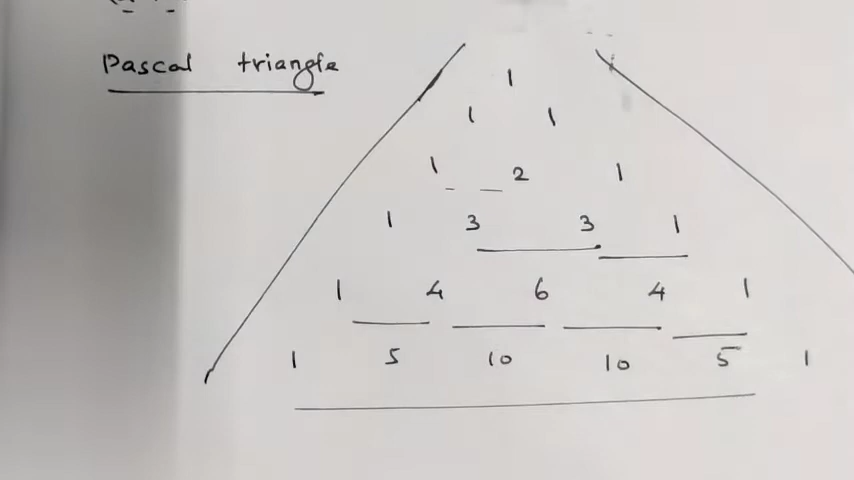 Pascal triangle
1
1 1
1 2 1
1 3 3 1
1 4 6 4 1
1 5 10 10 5 1